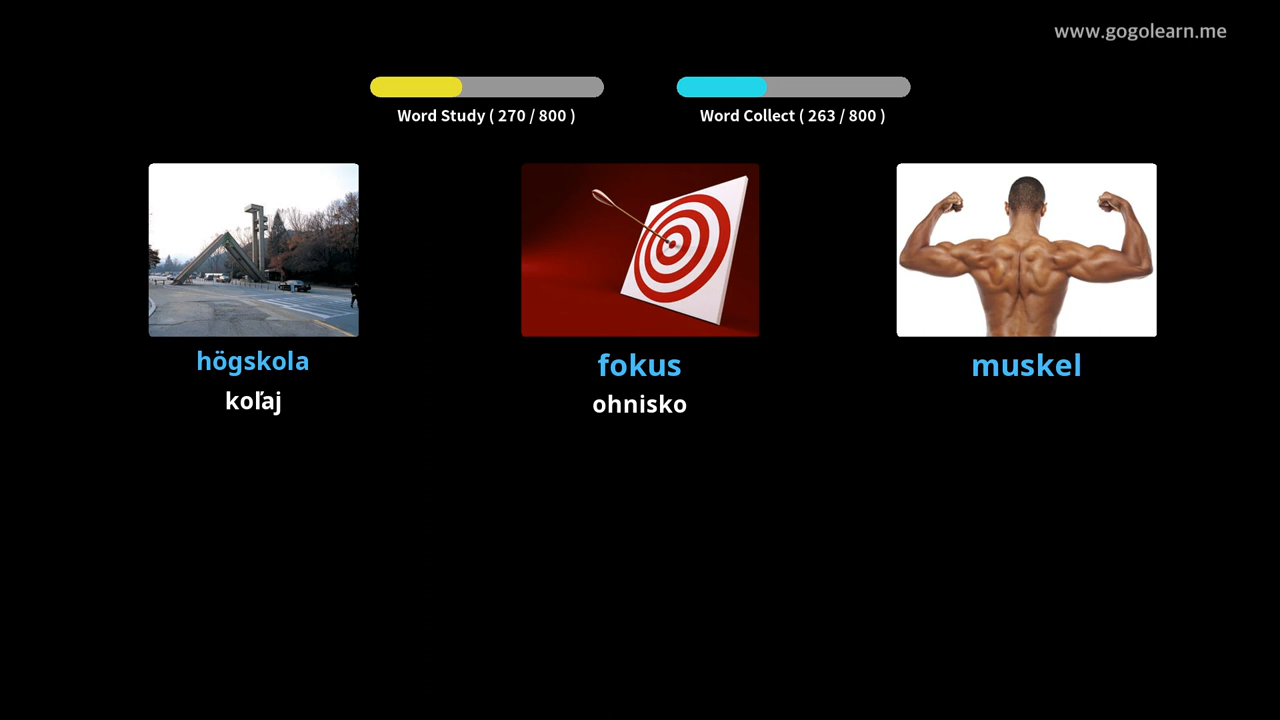 www.gogolearn.me
Word Study ( 270 / 800 )
Word Collect ( 263 / 800 )
högskola
koľaj
fokus
ohnisko
muskel